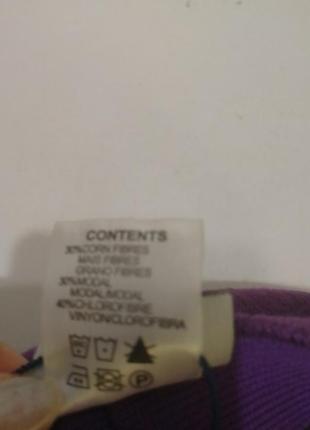 CONTENTS
30%CORN FIBRES
MAIS FIBRES
GRANO FIBRES
30%MODAL
MODAL/MODAL
40%CHLOROFIBRE
VINYON/CLOROFIBRA
P